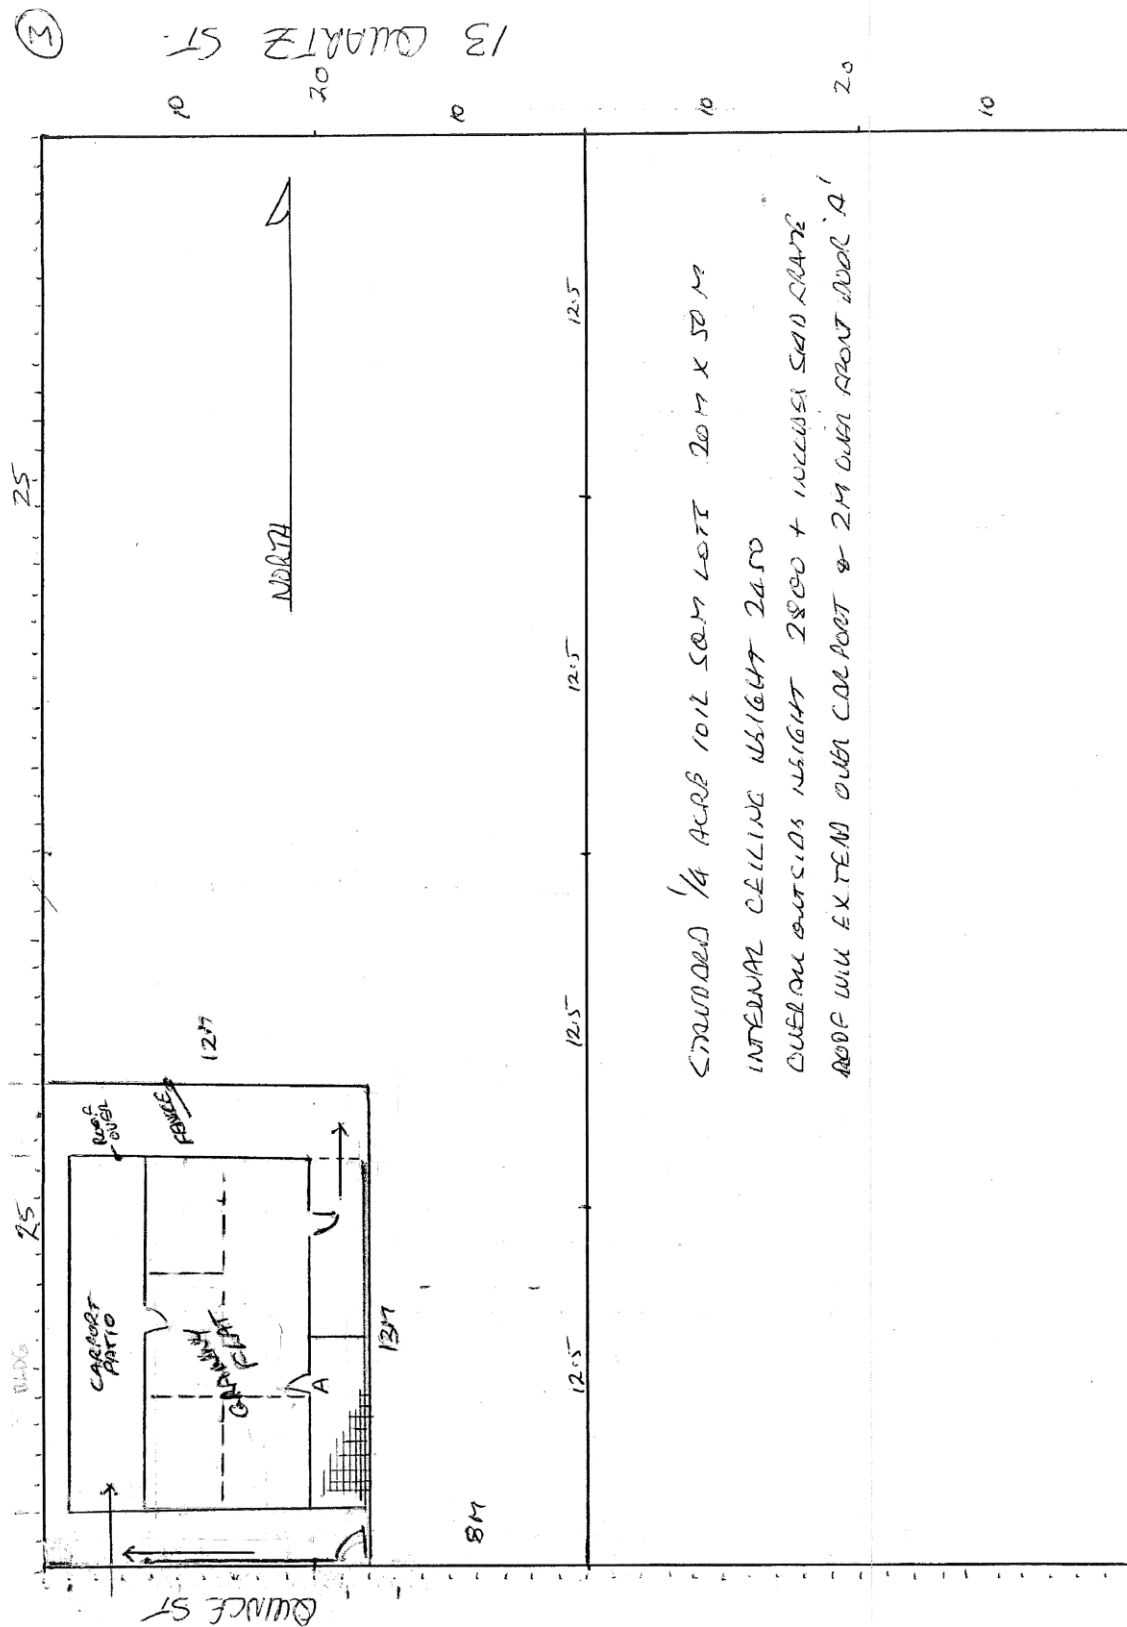 3
13 QUARTZ ST.
10
20
10
10
20
10
25
25
BLDG
NORTH
12M
ROOF
OVER
FENCE
CARPORT
PATIO
GRANNY
FLAT
A
13M
8M
QUINCE ST
12.5
12.5
12.5
12.5
STANDARD 1/4 ACRE 1012 SQM LOTS 20M X 50M
INTERNAL CEILING HEIGHT 2450
OVERALL OUTSIDE HEIGHT 2800 + INCLUSI SKID FRAME
ROOF WILL EXTEND OVER CARPORT & 2M OVER FRONT DOOR 'A'